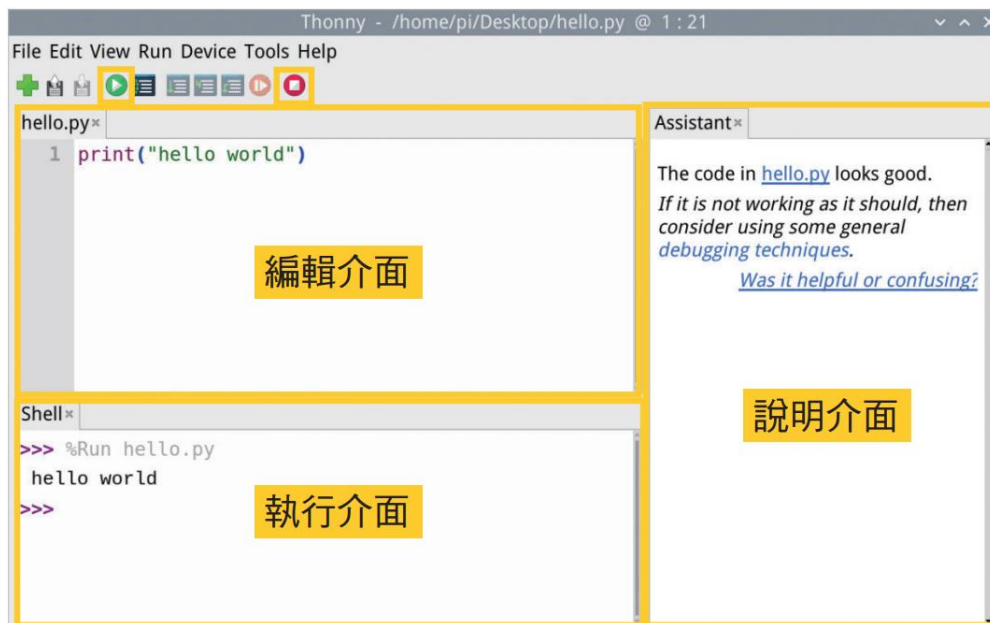 Thonny - /home/pi/Desktop/hello.py @ 1 : 21
File Edit View Run Device Tools Help
hello.py
1 print("hello world")
編輯介面
Shell
>>> %Run hello.py
hello world
>>>
執行介面
Assistant
The code in hello.py looks good.
If it is not working as it should, then
consider using some general
debugging techniques.
Was it helpful or confusing?
說明介面